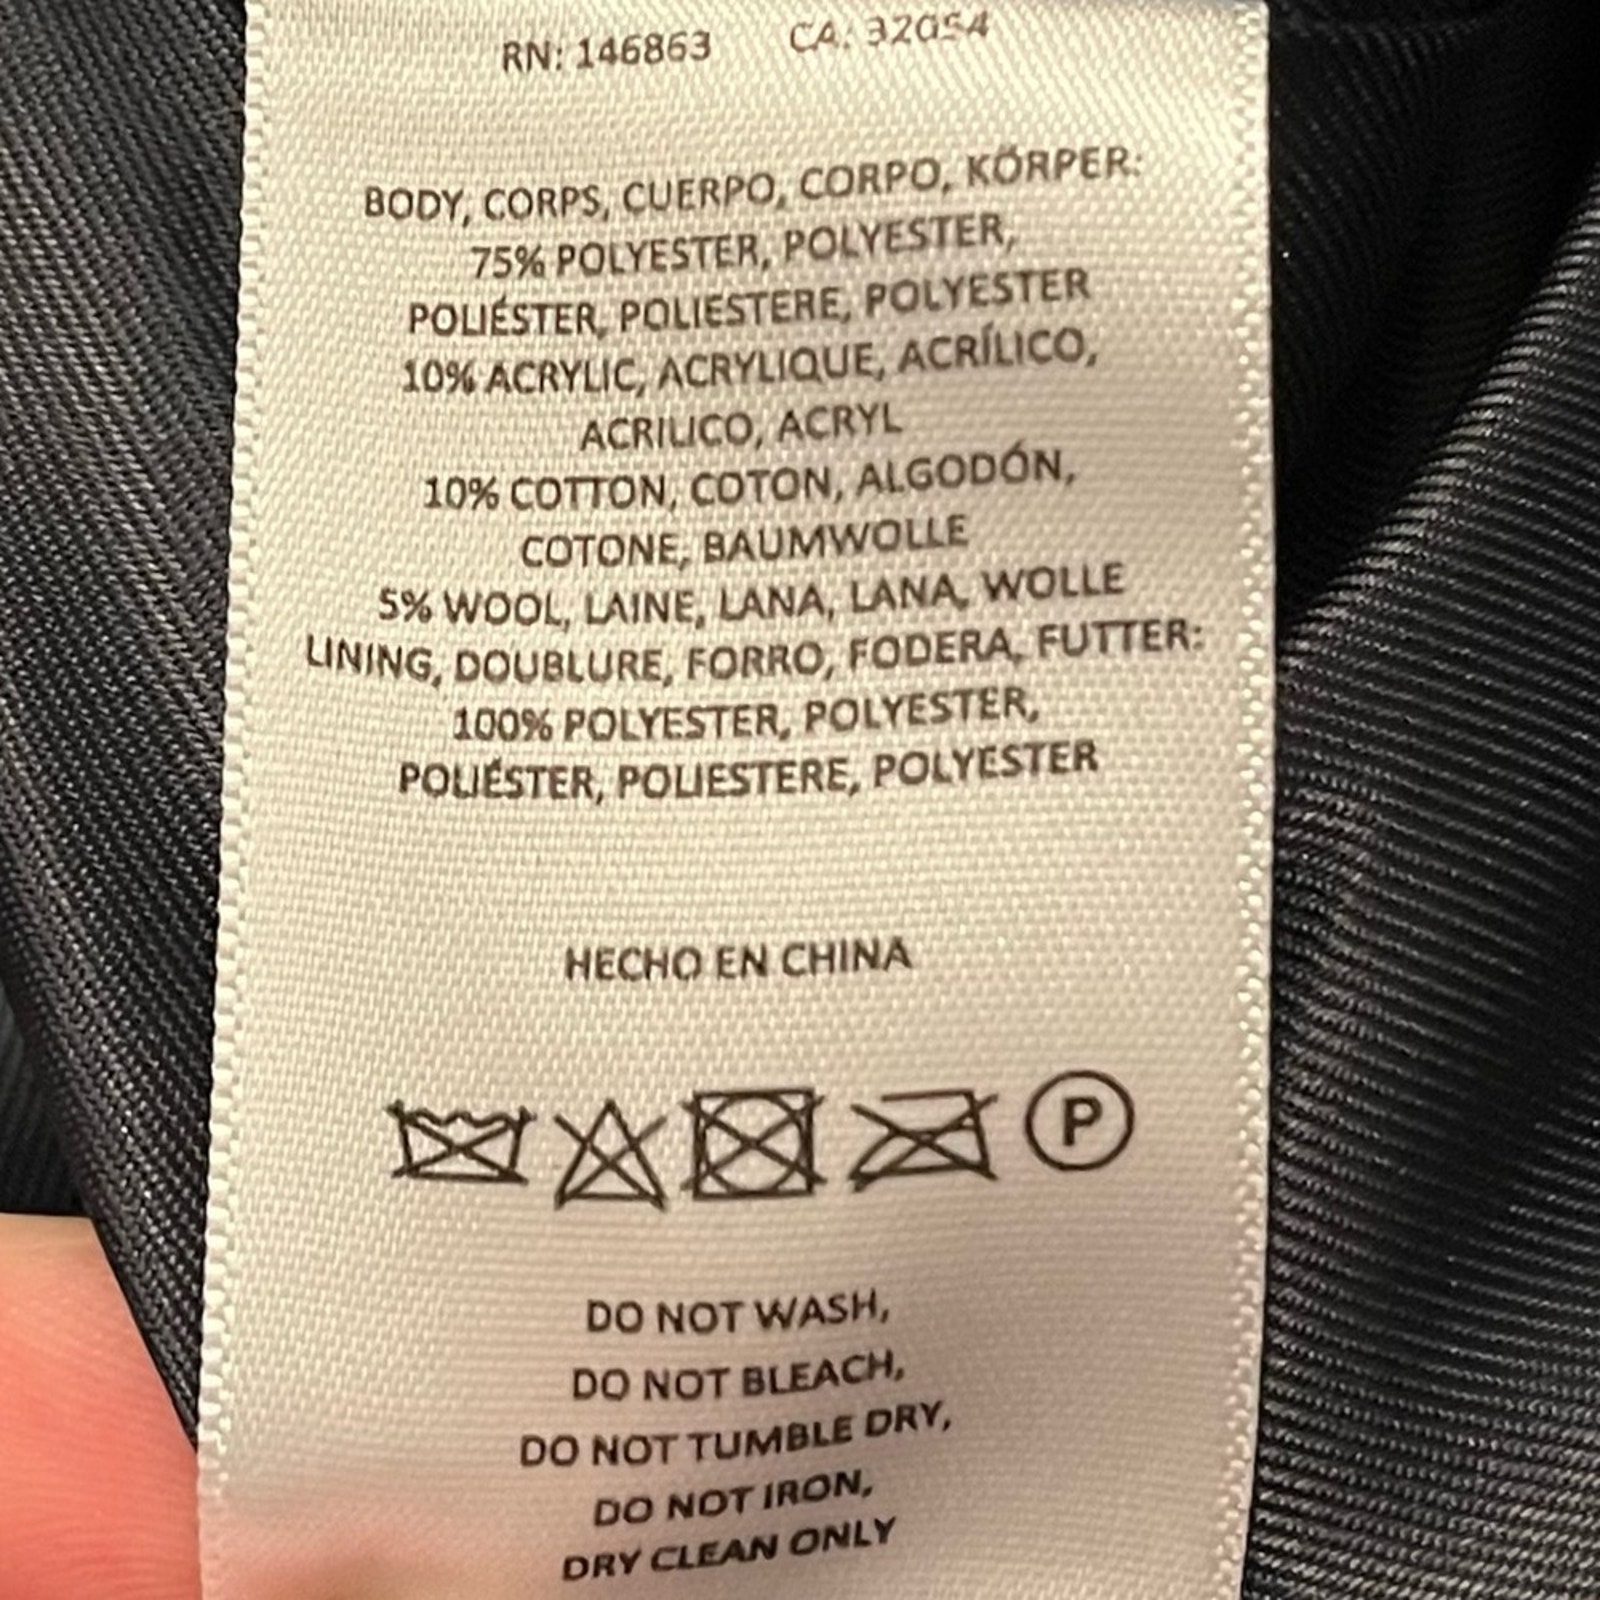 RN: 146863 CA: 32054
BODY, CORPS, CUERPO, CORPO, KÖRPER:
75% POLYESTER, POLYESTER,
POLIÉSTER, POLIESTERE, POLYESTER
10% ACRYLIC, ACRYLIQUE, ACRÍLICO,
ACRILICO, ACRYL
10% COTTON, COTON, ALGODÓN,
COTONE, BAUMWOLLE
5% WOOL, LAINE, LANA, LANA, WOLLE
LINING, DOUBLURE, FORRO, FODERA, FUTTER:
100% POLYESTER, POLYESTER,
POLIÉSTER, POLIESTERE, POLYESTER
HECHO EN CHINA
P
DO NOT WASH,
DO NOT BLEACH,
DO NOT TUMBLE DRY,
DO NOT IRON,
DRY CLEAN ONLY